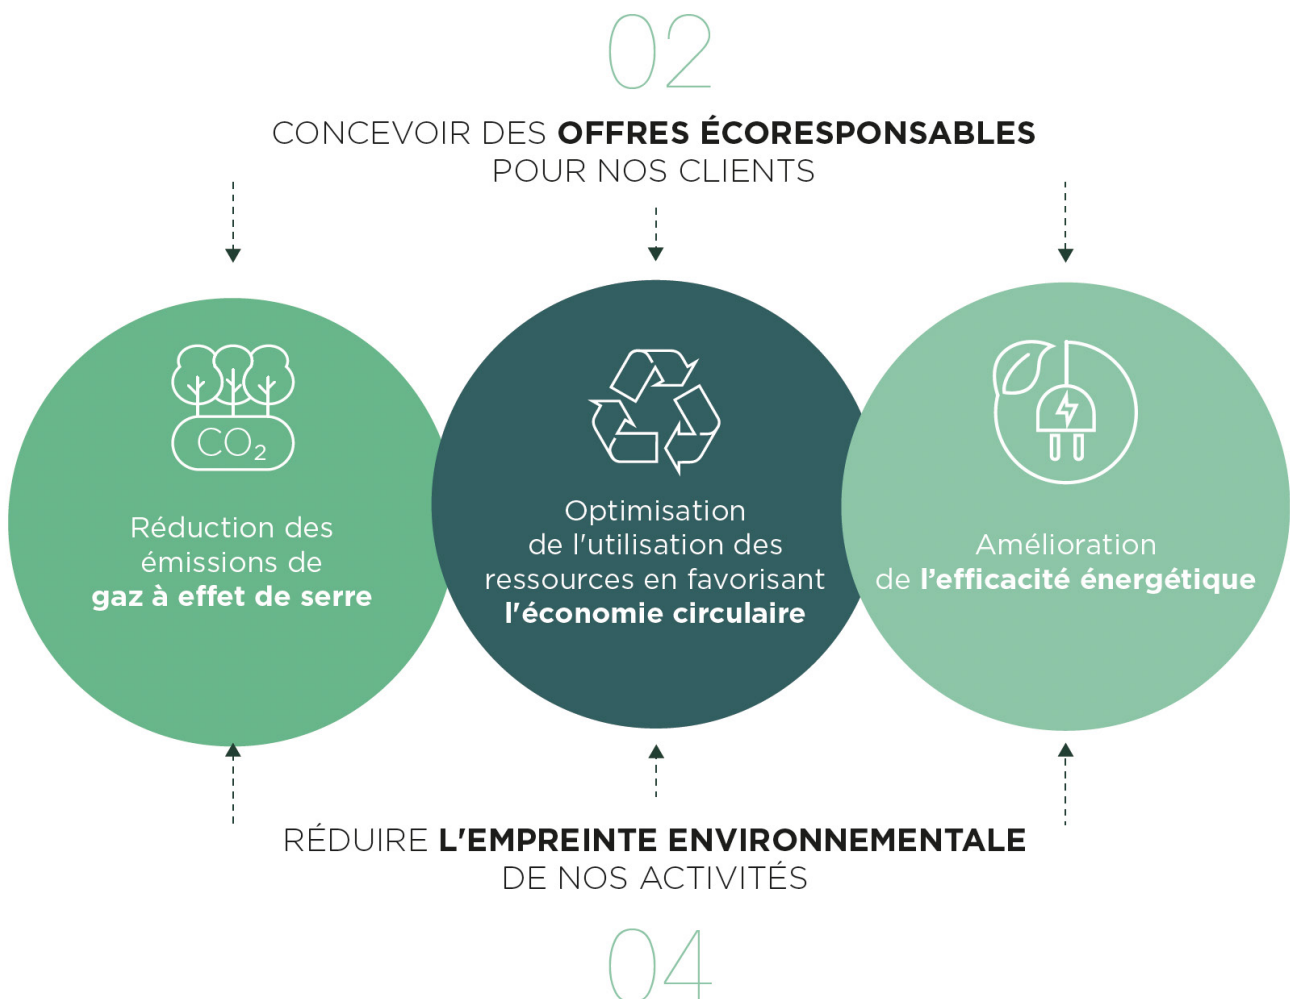 02
CONCEVOIR DES OFFRES ÉCORESPONSABLES
POUR NOS CLIENTS
CO₂
Réduction des
émissions de
gaz à effet de serre
Optimisation
de l'utilisation des
ressources en favorisant
l'économie circulaire
Amélioration
de l’efficacité énergétique
RÉDUIRE L'EMPREINTE ENVIRONNEMENTALE
DE NOS ACTIVITÉS
04